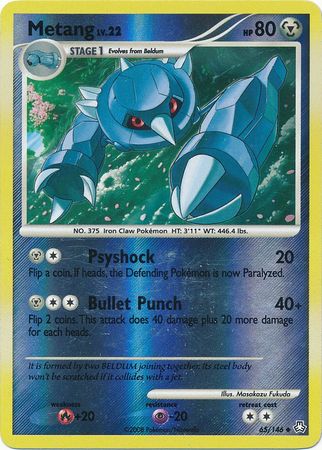 Metang LV.22
HP 80
STAGE 1 Evolves from Beldum
NO. 375 Iron Claw Pokémon HT: 3'11" WT: 446.4 lbs.
Psyshock 20
Flip a coin. If heads, the Defending Pokémon is now Paralyzed.
Bullet Punch 40+
Flip 2 coins. This attack does 40 damage plus 20 more damage
for each heads.
It is formed by two BELDUM joining together. Its steel body
won't be scratched if it collides with a jet.
Illus. Masakazu Fukuda
weakness resistance retreat cost
+20 -20
©2008 Pokémon/Nintendo 65/146